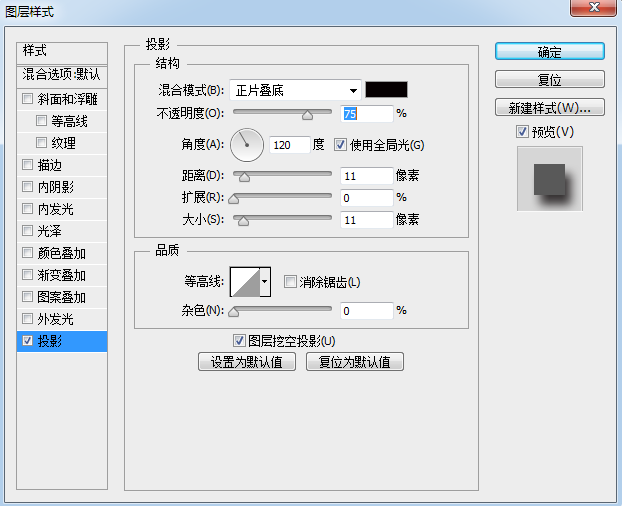 图层样式
样式
混合选项:默认
斜面和浮雕
等高线
纹理
描边
内阴影
内发光
光泽
颜色叠加
渐变叠加
图案叠加
外发光
投影
投影
结构
混合模式(B): 正片叠底
不透明度(O): 75 %
角度(A): 120 度 使用全局光(G)
距离(D): 11 像素
扩展(R): 0 %
大小(S): 11 像素
品质
等高线: 消除锯齿(L)
杂色(N): 0 %
图层挖空投影(U)
设置为默认值 复位为默认值
确定
复位
新建样式(W)...
预览(V)